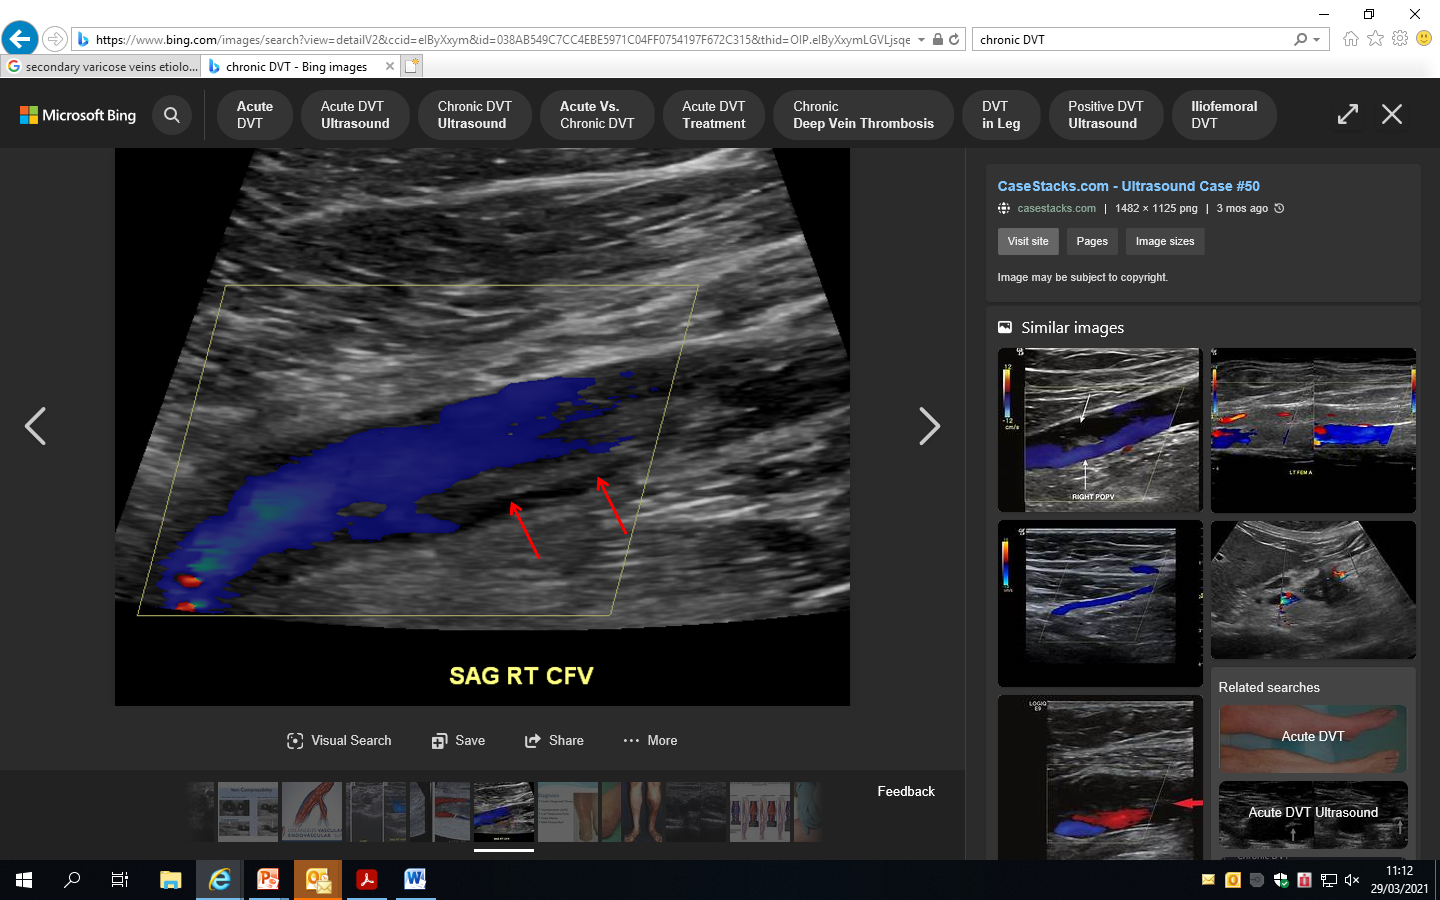 https://www.bing.com/images/search?view=detailV2&ccid=elByXxym&id=038AB549C7CC4EBE5971C04FF0754197F672C315&thid=OIP.elByXxymLGVLjsqe
chronic DVT
secondary varicose veins etiolo...
chronic DVT - Bing images
Microsoft Bing
Acute
DVT
Acute DVT
Ultrasound
Chronic DVT
Ultrasound
Acute Vs.
Chronic DVT
Acute DVT
Treatment
Chronic
Deep Vein Thrombosis
DVT
in Leg
Positive DVT
Ultrasound
Iliofemoral
DVT
SAG RT CFV
Visual Search
Save
Share
More
Feedback
CaseStacks.com - Ultrasound Case #50
casestacks.com | 1482 × 1125 png | 3 mos ago
Visit site
Pages
Image sizes
Image may be subject to copyright.
Similar images
12
-12
cm/s
RIGHT POPV
LT FEM A
LOGIQ
E9
Related searches
Acute DVT
Acute DVT Ultrasound
11:12
29/03/2021